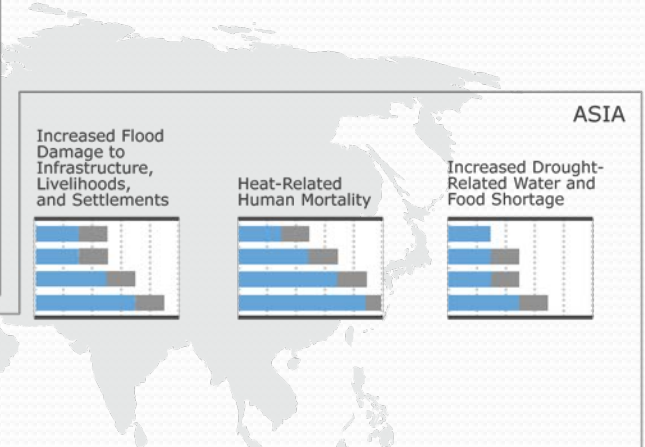 ASIA
Increased Flood
Damage to
Infrastructure,
Livelihoods,
and Settlements
Heat-Related
Human Mortality
Increased Drought-
Related Water and
Food Shortage